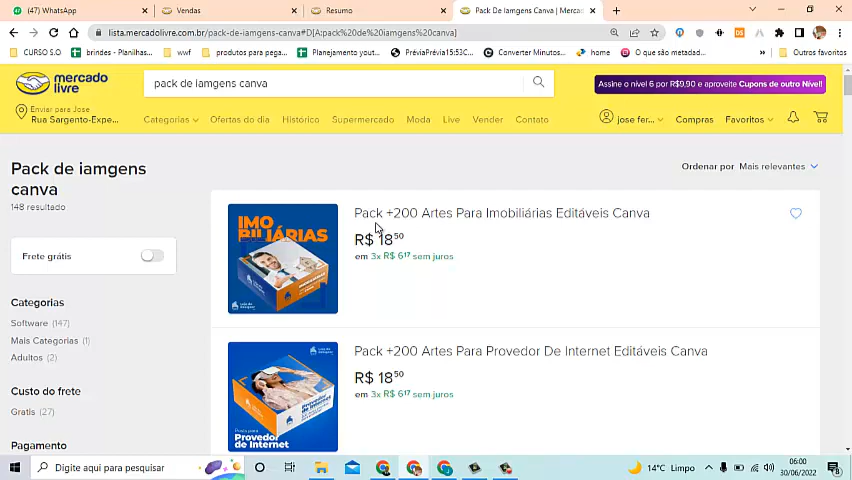 (47) WhatsApp
Vendas
Resumo
Pack De Iamgens Canva | Mercad
lista.mercadolivre.com.br/pack-de-iamgens-canva#D[A:pack%20de%20iamgens%20canva]
CURSO S.O
brindes - Planilhas...
wwf
produtos para pega...
Planejamento yout...
PréviaPrévia15:53C...
Converter Minutos...
home
O que são metadad...
Outros favoritos
mercado
livre
pack de iamgens canva
Assine o nível 6 por R$9,90 e aproveite Cupons de outro Nível!
Enviar para Jose
Rua Sargento-Expe...
Categorias
Ofertas do dia
Histórico
Supermercado
Moda
Live
Vender
Contato
jose fer...
Compras
Favoritos
Pack de iamgens
canva
148 resultado
Ordenar por Mais relevantes
Frete grátis
Categorias
Software (147)
Mais Categorias (1)
Adultos (2)
Custo do frete
Gratis (27)
Pagamento
IMO
BILIÁRIAS
Pack +200 Artes Para Imobiliárias Editáveis Canva
R$ 18 50
em 3x R$ 6 17 sem juros
Provedor
de Internet
Pack +200 Artes Para Provedor De Internet Editáveis Canva
R$ 18 50
em 3x R$ 6 17 sem juros
Digite aqui para pesquisar
14°C Limpo
06:00
30/06/2022